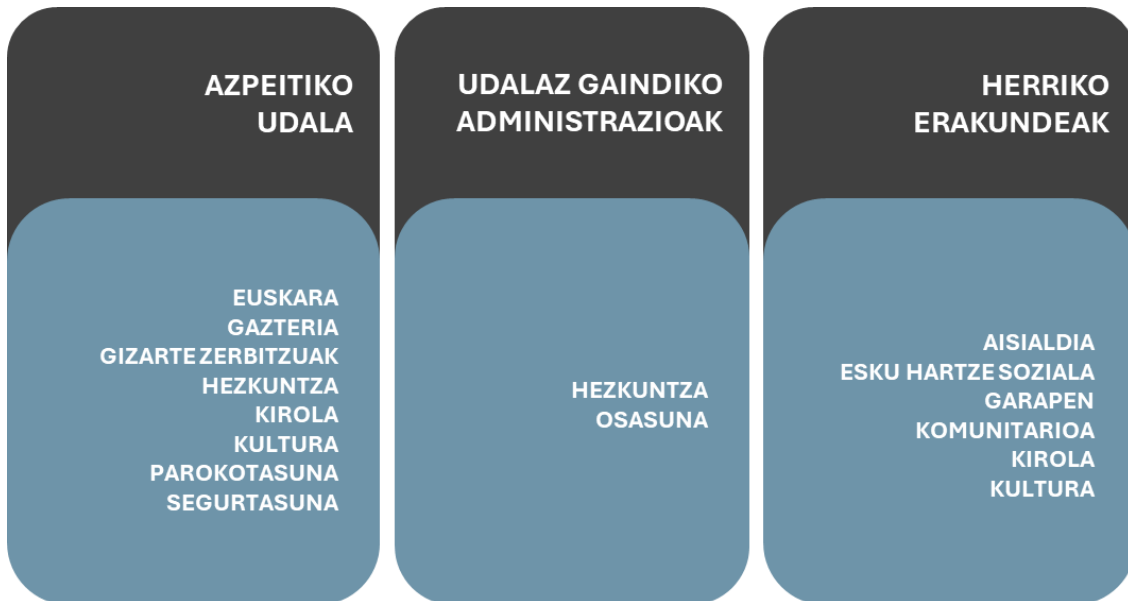 AZPEITIKO
UDALA
EUSKARA
GAZTERIA
GIZARTE ZERBITZUAK
HEZKUNTZA
KIROLA
KULTURA
PAROKOTASUNA
SEGURTASUNA
UDALAZ GAINDIKO
ADMINISTRAZIOAK
HEZKUNTZA
OSASUNA
HERRIKO
ERAKUNDEAK
AISIALDIA
ESKU HARTZE SOZIALA
GARAPEN
KOMUNITARIOA
KIROLA
KULTURA